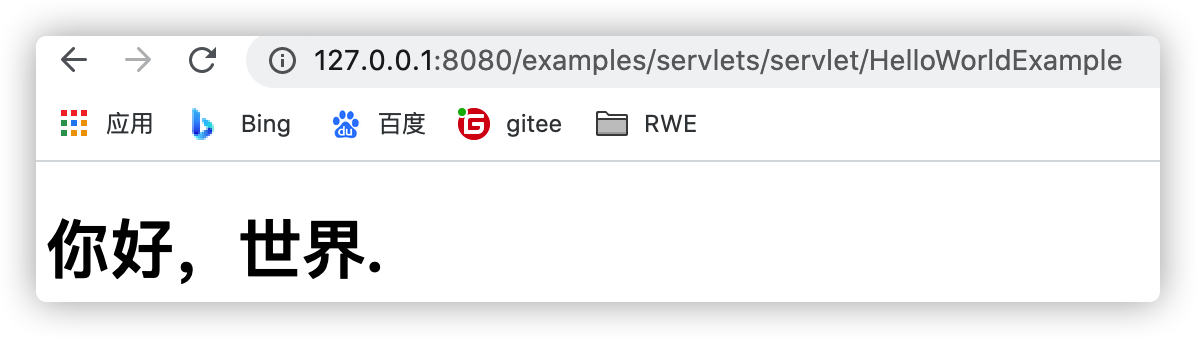 127.0.0.1:8080/examples/servlets/servlet/HelloWorldExample
应用 Bing du 百度 G gitee RWE
你好，世界.